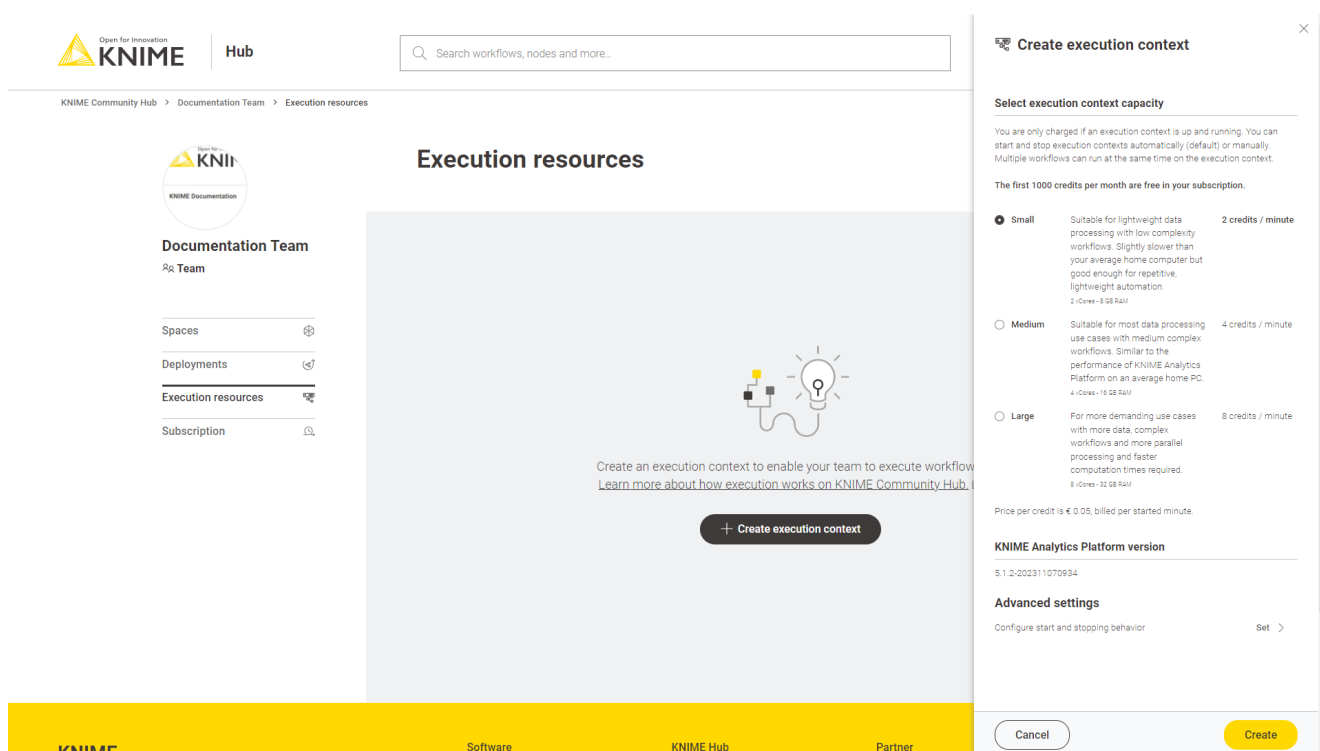 Open for Innovation
KNIME
Hub
Search workflows, nodes and more...
KNIME Community Hub > Documentation Team > Execution resources
Open for
KNI
KNIME Documentation
Documentation Team
Team
Spaces
Deployments
Execution resources
Subscription
Execution resources
Create an execution context to enable your team to execute workflow
Learn more about how execution works on KNIME Community Hub.
+ Create execution context
Create execution context
Select execution context capacity
You are only charged if an execution context is up and running. You can
start and stop execution contexts automatically (default) or manually.
Multiple workflows can run at the same time on the execution context.
The first 1000 credits per month are free in your subscription.
Small
Suitable for lightweight data
processing with low complexity
workflows. Slightly slower than
your average home computer but
good enough for repetitive,
lightweight automation.
2 vCores - 8 GB RAM
2 credits / minute
Medium
Suitable for most data processing
use cases with medium complex
workflows. Similar to the
performance of KNIME Analytics
Platform on an average home PC.
4 vCores - 16 GB RAM
4 credits / minute
Large
For more demanding use cases
with more data, complex
workflows and more parallel
processing and faster
computation times required.
8 vCores - 32 GB RAM
8 credits / minute
Price per credit is € 0.05, billed per started minute.
KNIME Analytics Platform version
5.1.2-202311070934
Advanced settings
Configure start and stopping behavior
Set >
Cancel
Create
KNIME
Software
KNIME Hub
Partner